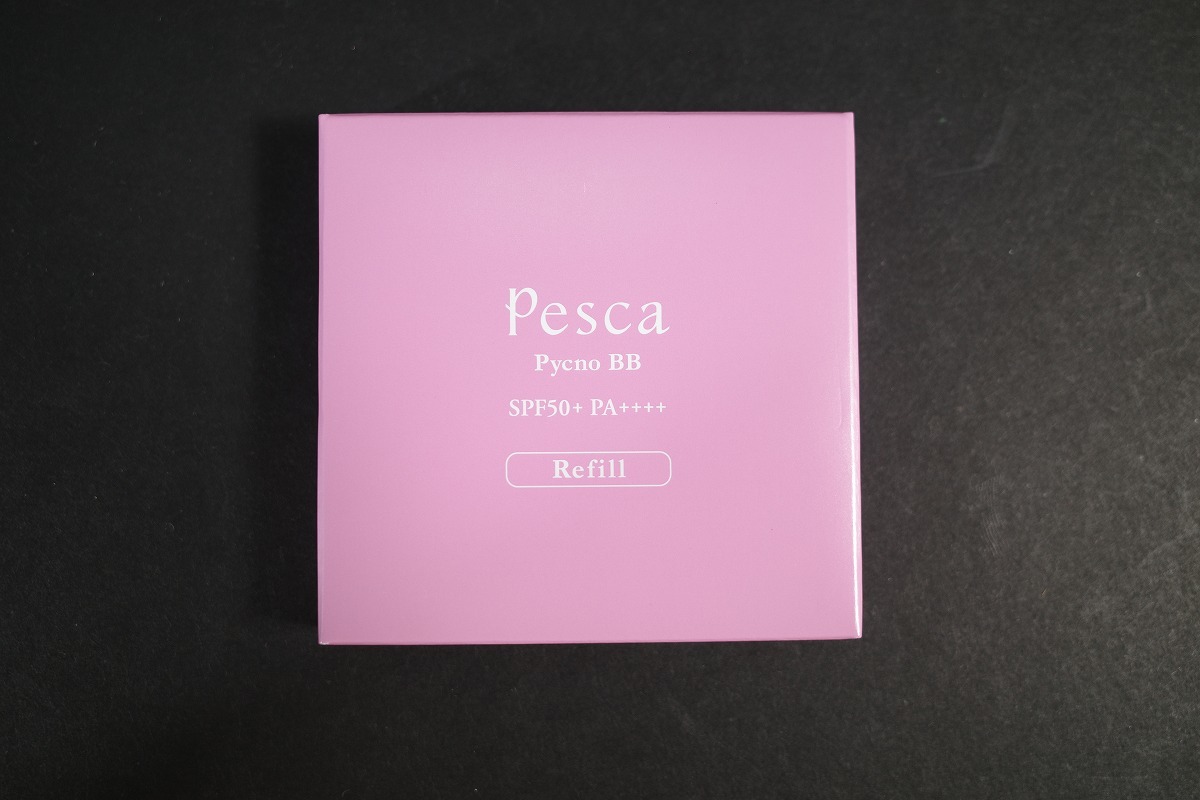 Pesca
Pycno BB
SPF50+ PA++++
Refill